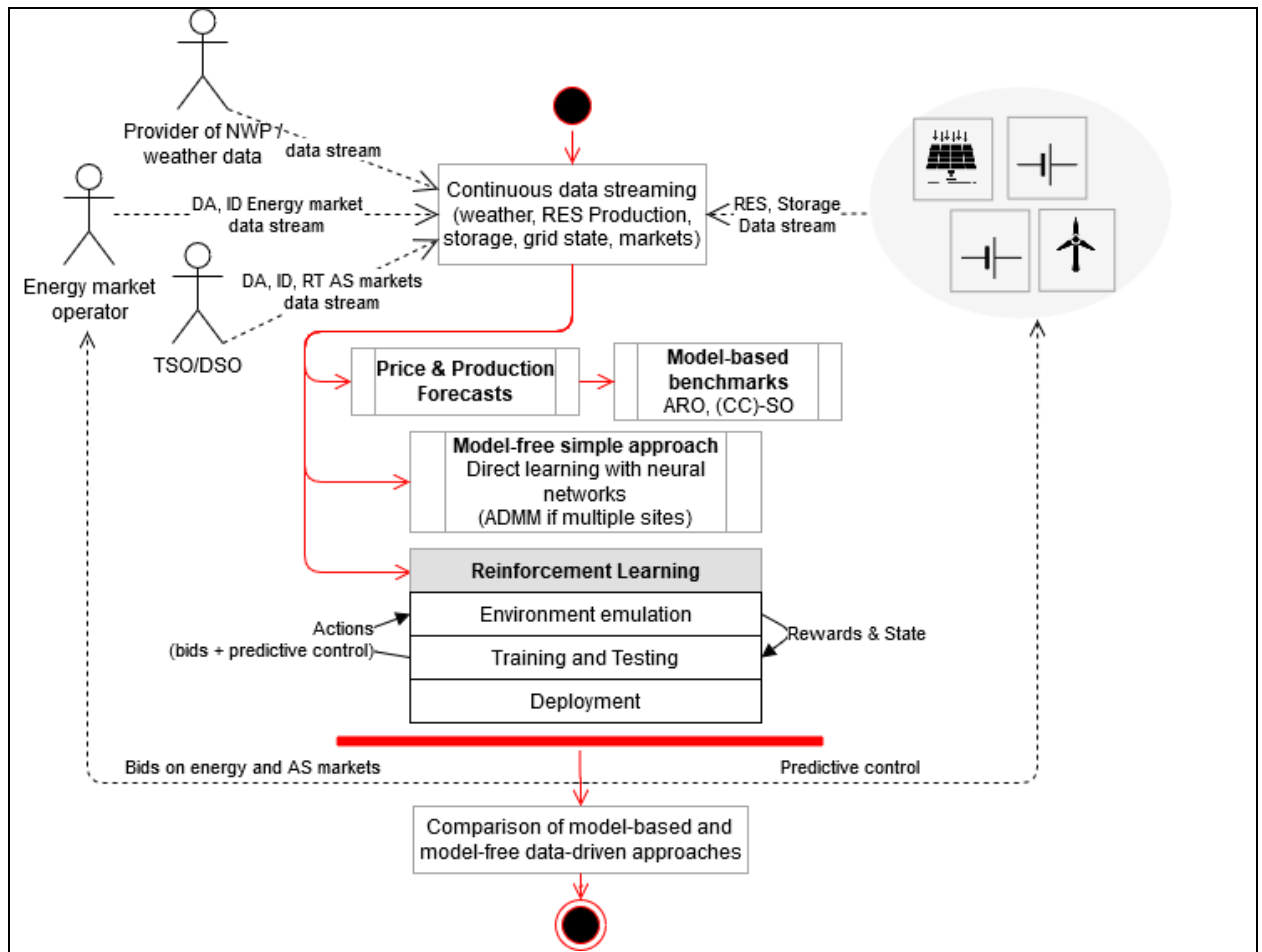 Provider of NWP /
weather data
data stream
Energy market
operator
DA, ID Energy market
data stream
TSO/DSO
DA, ID, RT AS markets
data stream
Continuous data streaming
(weather, RES Production,
storage, grid state, markets)
RES, Storage
Data stream
Price & Production
Forecasts
Model-based
benchmarks
ARO, (CC)-SO
Model-free simple approach
Direct learning with neural
networks
(ADMM if multiple sites)
Reinforcement Learning
Environment emulation
Training and Testing
Deployment
Actions
(bids + predictive control)
Rewards & State
Bids on energy and AS markets
Predictive control
Comparison of model-based and
model-free data-driven approaches